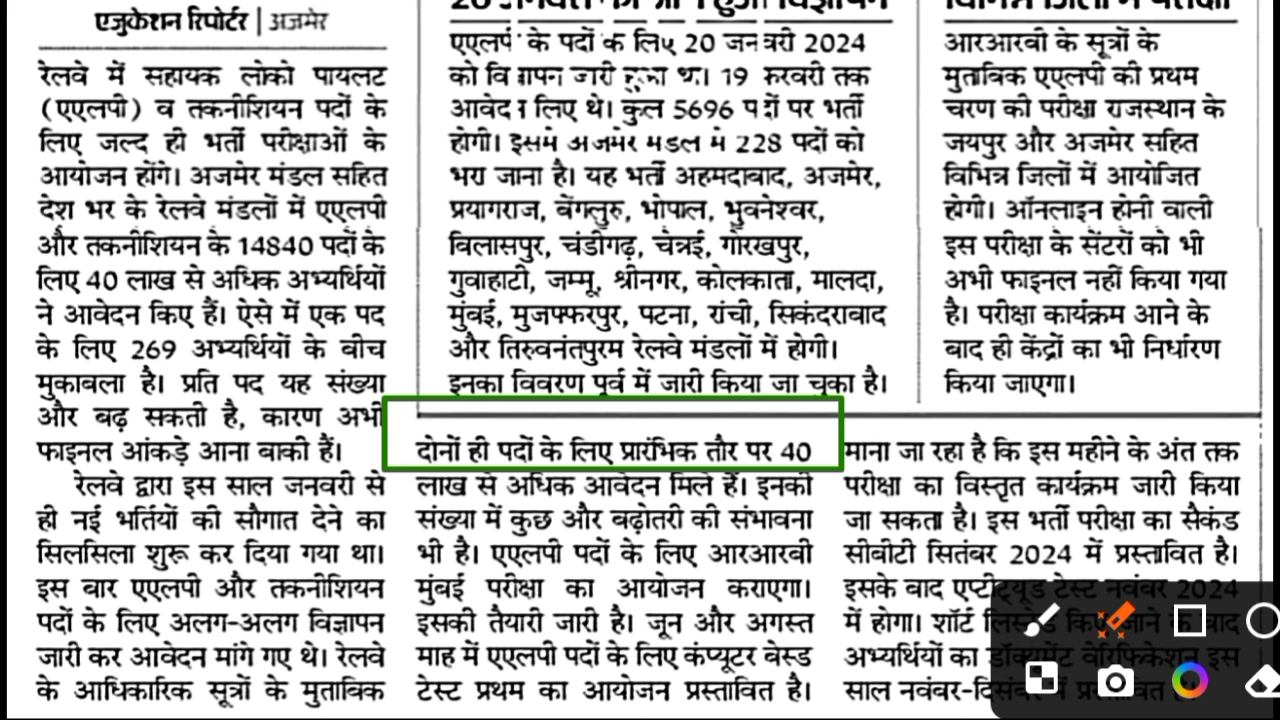 एजुकेशन रिपोर्टर | अजमेर
रेलवे में सहायक लोको पायलट
(एएलपी) व तकनीशियन पदों के
लिए जल्द ही भर्ती परीक्षाओं के
आयोजन होंगे। अजमेर मंडल सहित
देश भर के रेलवे मंडलों में एएलपी
और तकनीशियन के 14840 पदों के
लिए 40 लाख से अधिक अभ्यर्थियों
ने आवेदन किए हैं। ऐसे में एक पद
के लिए 269 अभ्यर्थियों के बीच
मुकाबला है। प्रति पद यह संख्या
और बढ़ सकती है, कारण अभी
फाइनल आंकड़े आना बाकी हैं।
रेलवे द्वारा इस साल जनवरी से
ही नई भर्तियों की सौगात देने का
सिलसिला शुरू कर दिया गया था।
इस बार एएलपी और तकनीशियन
पदों के लिए अलग-अलग विज्ञापन
जारी कर आवेदन मांगे गए थे। रेलवे
के आधिकारिक सूत्रों के मुताबिक
एएलपी के पदों के लिए 20 जनवरी 2024
को विज्ञापन जारी हुआ था। 19 फरवरी तक
आवेदन लिए थे। कुल 5696 पदों पर भर्ती
होगी। इसमें अजमेर मंडल में 228 पदों को
भरा जाना है। यह भर्ती अहमदाबाद, अजमेर,
प्रयागराज, बेंगलुरु, भोपाल, भुवनेश्वर,
बिलासपुर, चंडीगढ़, चेन्नई, गोरखपुर,
गुवाहाटी, जम्मू, श्रीनगर, कोलकाता, मालदा,
मुंबई, मुजफ्फरपुर, पटना, रांची, सिकंदराबाद
और तिरुवनंतपुरम रेलवे मंडलों में होगी।
इनका विवरण पूर्व में जारी किया जा चुका है।
आरआरबी के सूत्रों के
मुताबिक एएलपी की प्रथम
चरण की परीक्षा राजस्थान के
जयपुर और अजमेर सहित
विभिन्न जिलों में आयोजित
होगी। ऑनलाइन होनी वाली
इस परीक्षा के सेंटरों को भी
अभी फाइनल नहीं किया गया
है। परीक्षा कार्यक्रम आने के
बाद ही केंद्रों का भी निर्धारण
किया जाएगा।
दोनों ही पदों के लिए प्रारंभिक तौर पर 40
लाख से अधिक आवेदन मिले हैं। इनकी
संख्या में कुछ और बढ़ोतरी की संभावना
भी है। एएलपी पदों के लिए आरआरबी
मुंबई परीक्षा का आयोजन कराएगा।
इसकी तैयारी जारी है। जून और अगस्त
माह में एएलपी पदों के लिए कंप्यूटर बेस्ड
टेस्ट प्रथम का आयोजन प्रस्तावित है।
माना जा रहा है कि इस महीने के अंत तक
परीक्षा का विस्तृत कार्यक्रम जारी किया
जा सकता है। इस भर्ती परीक्षा का सैकंड
सीबीटी सितंबर 2024 में प्रस्तावित है।
इसके बाद एप्टीट्यूड टेस्ट नवंबर 2024
में होगा। शॉर्ट लिस्टेड किए जाने के बाद
अभ्यर्थियों का डॉक्यूमेंट वेरिफिकेशन इस
साल नवंबर-दिसंबर में प्रस्तावित है।